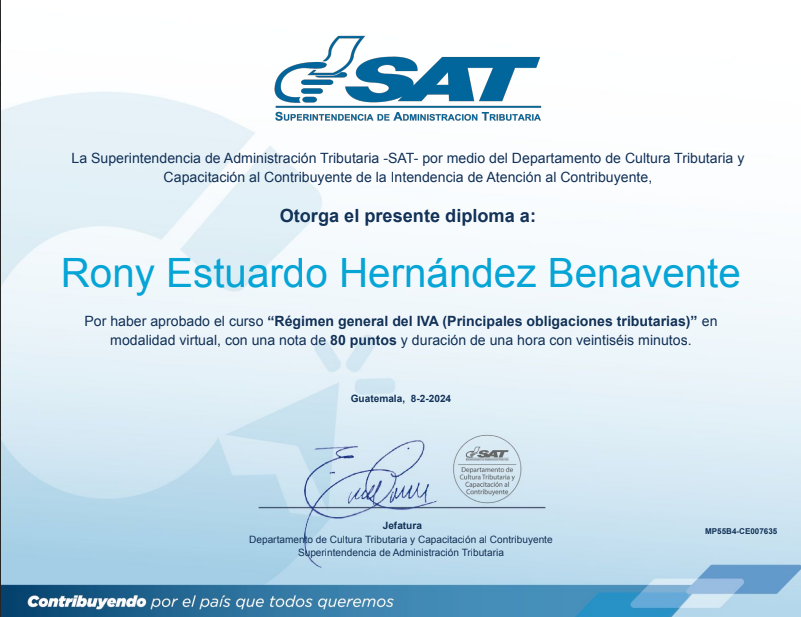 SAT
SUPERINTENDENCIA DE ADMINISTRACION TRIBUTARIA
La Superintendencia de Administración Tributaria -SAT- por medio del Departamento de Cultura Tributaria y
Capacitación al Contribuyente de la Intendencia de Atención al Contribuyente,
Otorga el presente diploma a:
Rony Estuardo Hernández Benavente
Por haber aprobado el curso “Régimen general del IVA (Principales obligaciones tributarias)” en
modalidad virtual, con una nota de 80 puntos y duración de una hora con veintiséis minutos.
Guatemala, 8-2-2024
SAT
Departamento de
Cultura Tributaria y
Capacitación al
Contribuyente
Jefatura
Departamento de Cultura Tributaria y Capacitación al Contribuyente
Superintendencia de Administración Tributaria
MP55B4-CE007635
Contribuyendo por el país que todos queremos